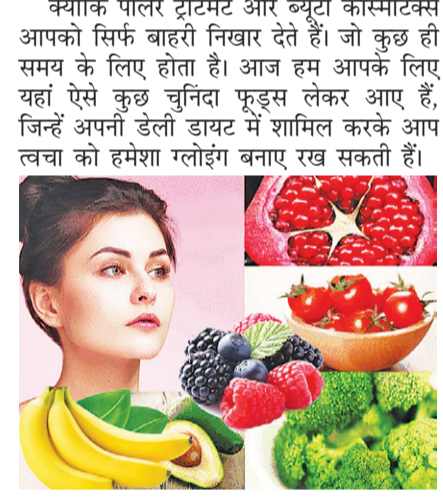 क्योंकि पार्लर ट्रीटमेंट और ब्यूटी कॉस्मेटिक्स
आपको सिर्फ बाहरी निखार देते हैं। जो कुछ ही
समय के लिए होता है। आज हम आपके लिए
यहां ऐसे कुछ चुनिंदा फूड्स लेकर आए हैं,
जिन्हें अपनी डेली डायट में शामिल करके आप
त्वचा को हमेशा ग्लोइंग बनाए रख सकती हैं।